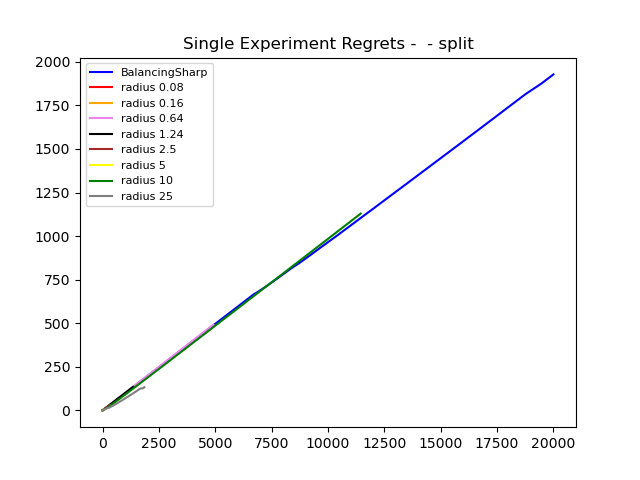 Single Experiment Regrets -  - split
2000
1750
1500
1250
1000
750
500
250
0
BalancingSharp
radius 0.08
radius 0.16
radius 0.64
radius 1.24
radius 2.5
radius 5
radius 10
radius 25
0 2500 5000 7500 10000 12500 15000 17500 20000